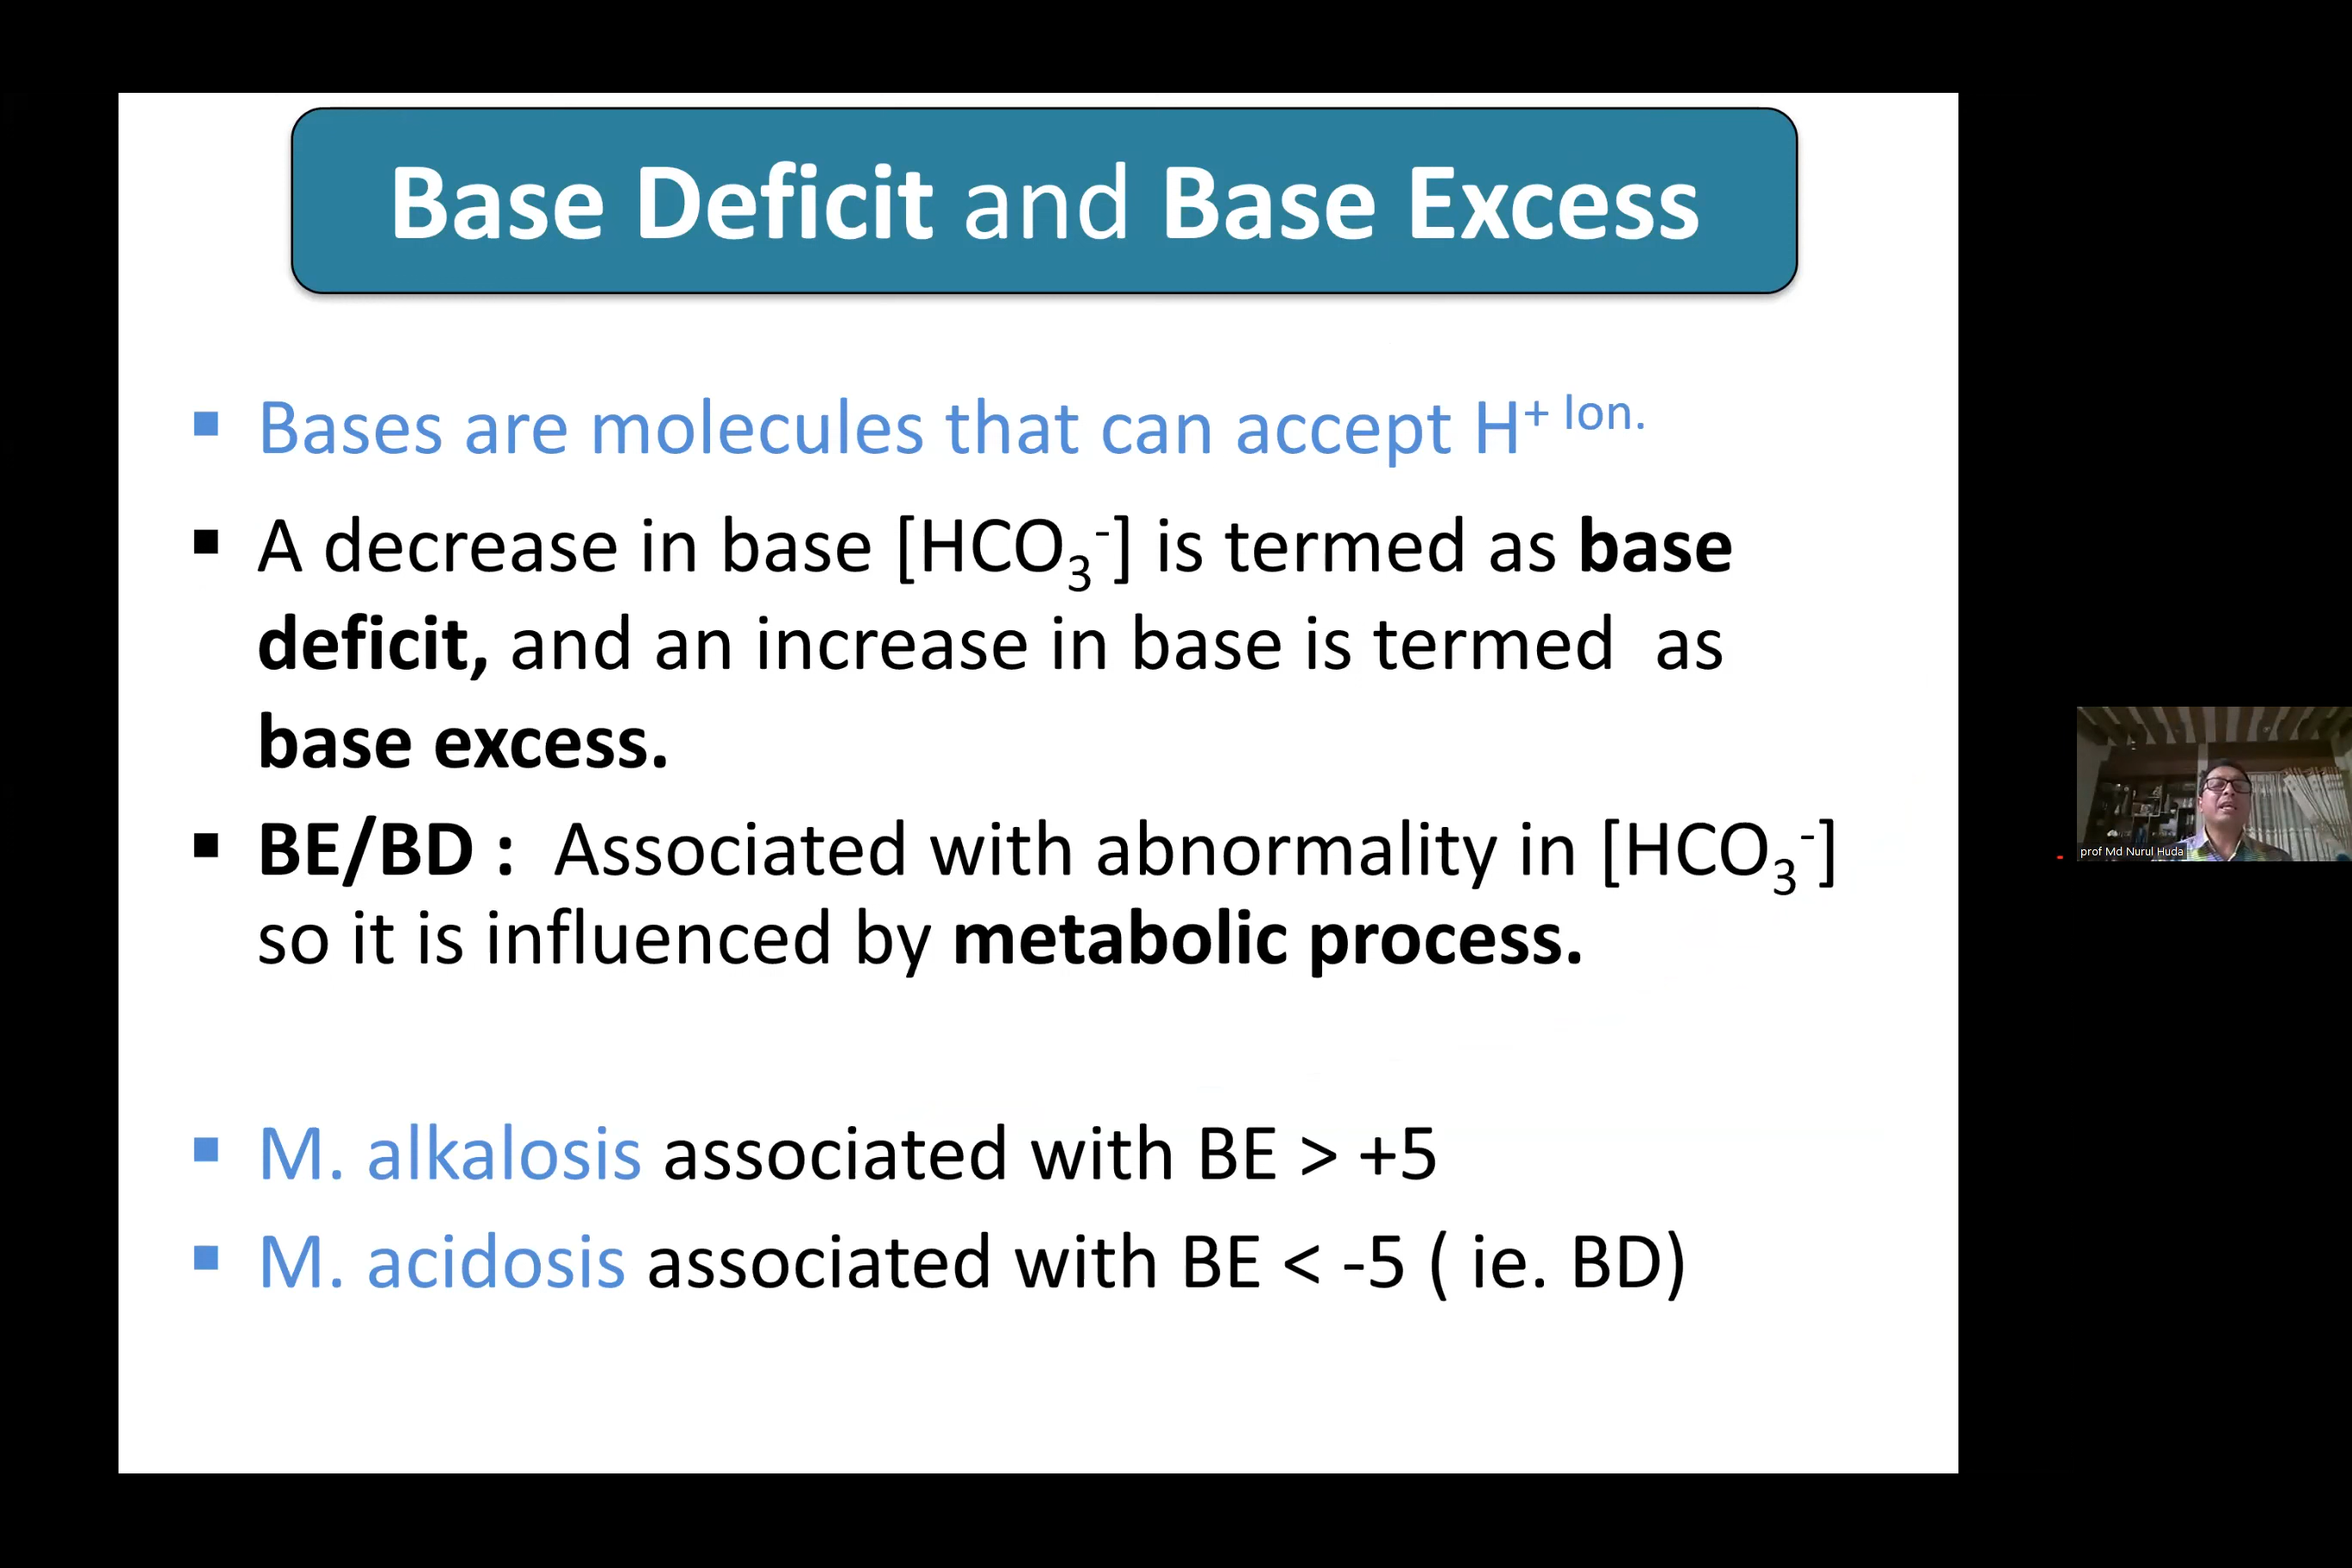 Base Deficit and Base Excess
▪ Bases are molecules that can accept H⁺ ᴵᵒⁿ·
▪ A decrease in base [HCO₃⁻] is termed as base
deficit, and an increase in base is termed as
base excess.
▪ BE/BD : Associated with abnormality in [HCO₃⁻]
so it is influenced by metabolic process.
▪ M. alkalosis associated with BE > +5
▪ M. acidosis associated with BE < -5 ( ie. BD)
prof Md Nurul Huda